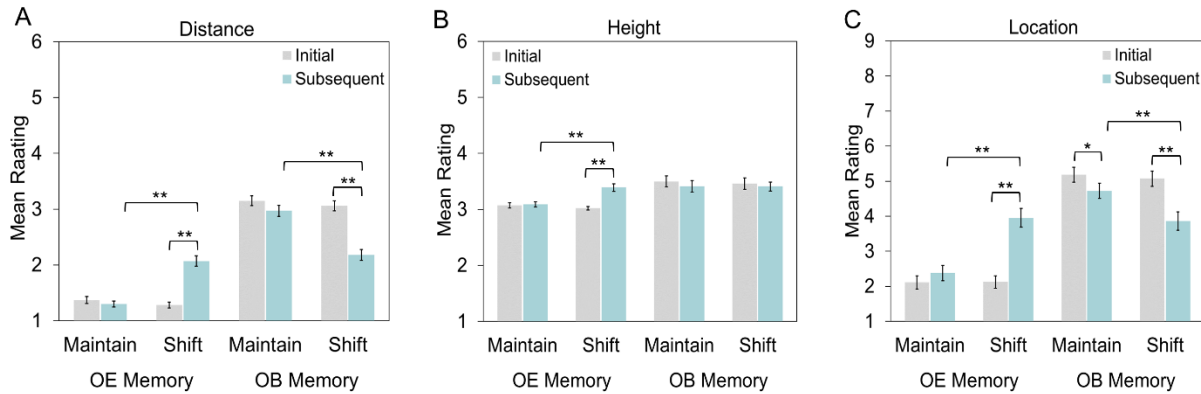 A
Distance
Mean Raating
6
5
4
3
2
1
Initial
Subsequent
**
**
**
**
Maintain Shift Maintain Shift
OE Memory OB Memory
B
Height
Mean Rating
6
5
4
3
2
1
Initial
Subsequent
**
**
Maintain Shift Maintain Shift
OE Memory OB Memory
C
Location
Mean Rating
9
8
7
6
5
4
3
2
1
Initial
Subsequent
**
**
**
*
**
Maintain Shift Maintain Shift
OE Memory OB Memory